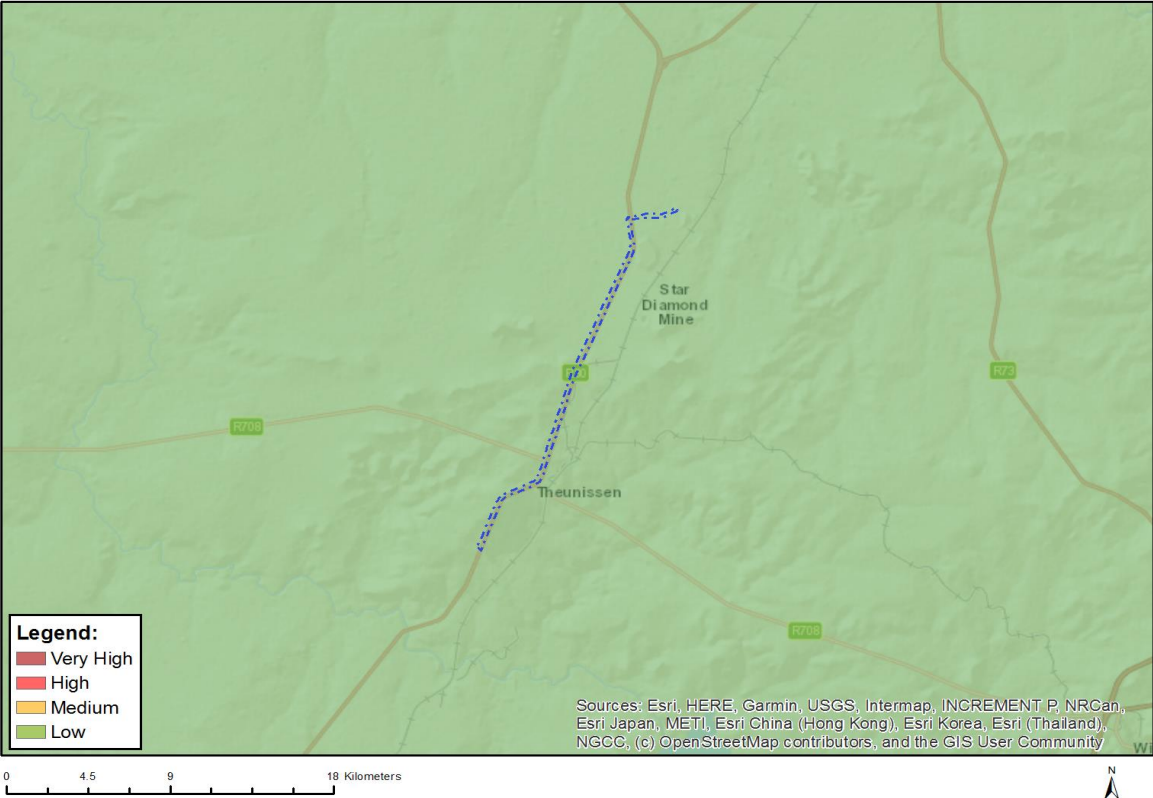 Star
Diamond
Mine
R73
R708
Theunissen
R708
Legend:
Very High
High
Medium
Low
Sources: Esri, HERE, Garmin, USGS, Intermap, INCREMENT P, NRCan,
Esri Japan, METI, Esri China (Hong Kong), Esri Korea, Esri (Thailand),
NGCC, (c) OpenStreetMap contributors, and the GIS User Community
Wi
0 4.5 9 18 Kilometers
N